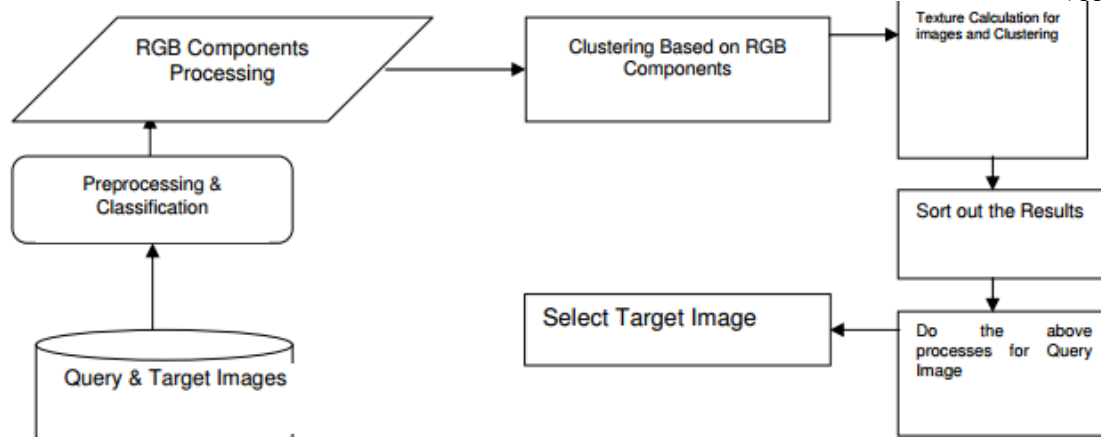 RGB Components
Processing
Clustering Based on RGB
Components
Texture Calculation for
images and Clustering
Preprocessing &
Classification
Sort out the Results
Select Target Image
Do the above
processes for Query
Image
Query & Target Images